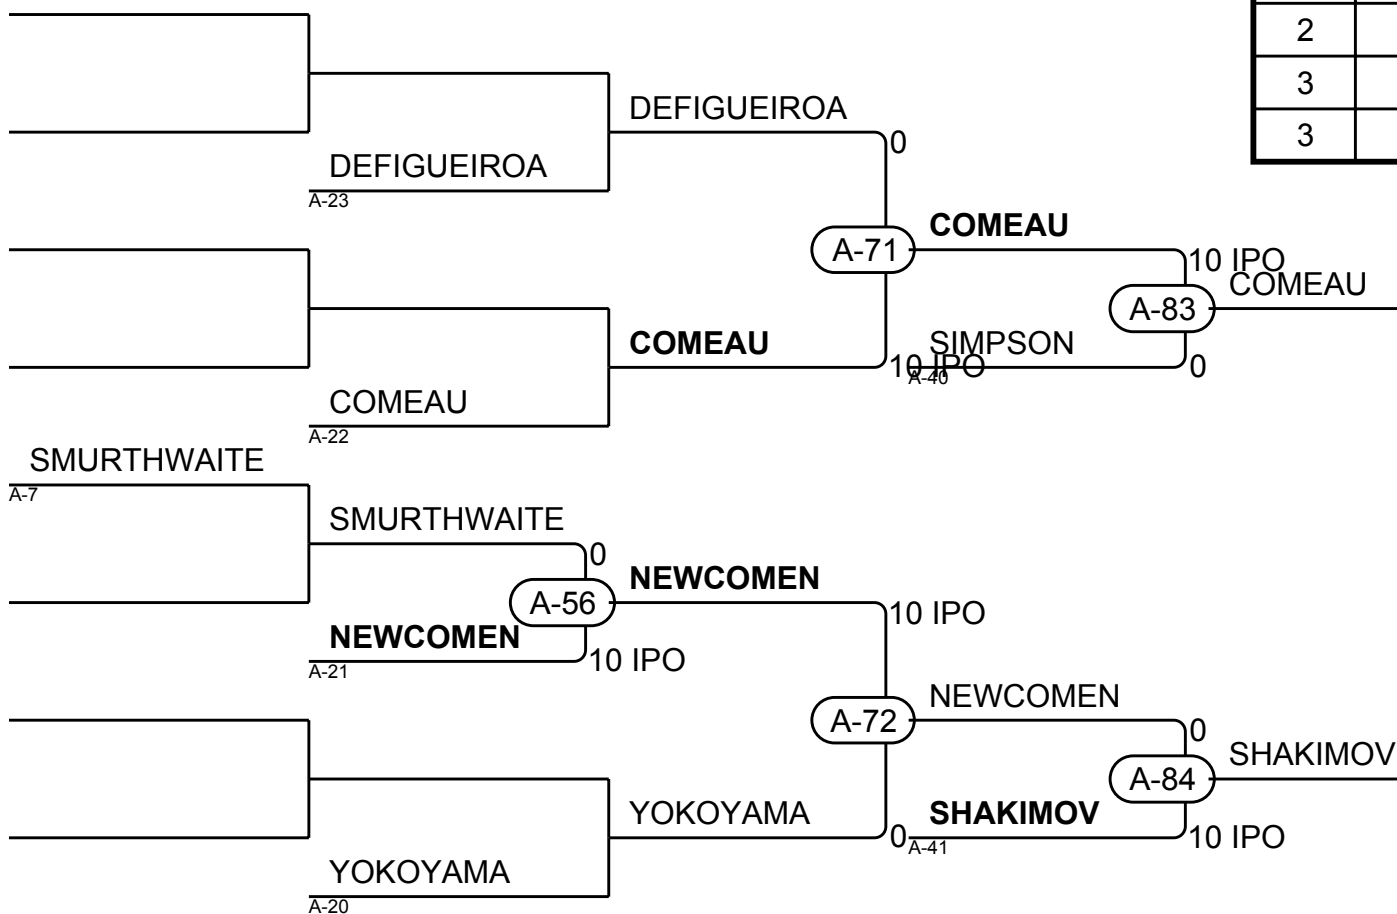 2
3
3
DEFIGUEIROA
0
DEFIGUEIROA
A-23
COMEAU
A-71
10 IPO
COMEAU
A-83
COMEAU
SIMPSON
10 IPO
A-40
0
COMEAU
A-22
SMURTHWAITE
A-7
SMURTHWAITE
0
NEWCOMEN
A-56
10 IPO
NEWCOMEN
10 IPO
A-21
NEWCOMEN
A-72
0
SHAKIMOV
A-84
YOKOYAMA
SHAKIMOV
0
A-41
10 IPO
YOKOYAMA
A-20